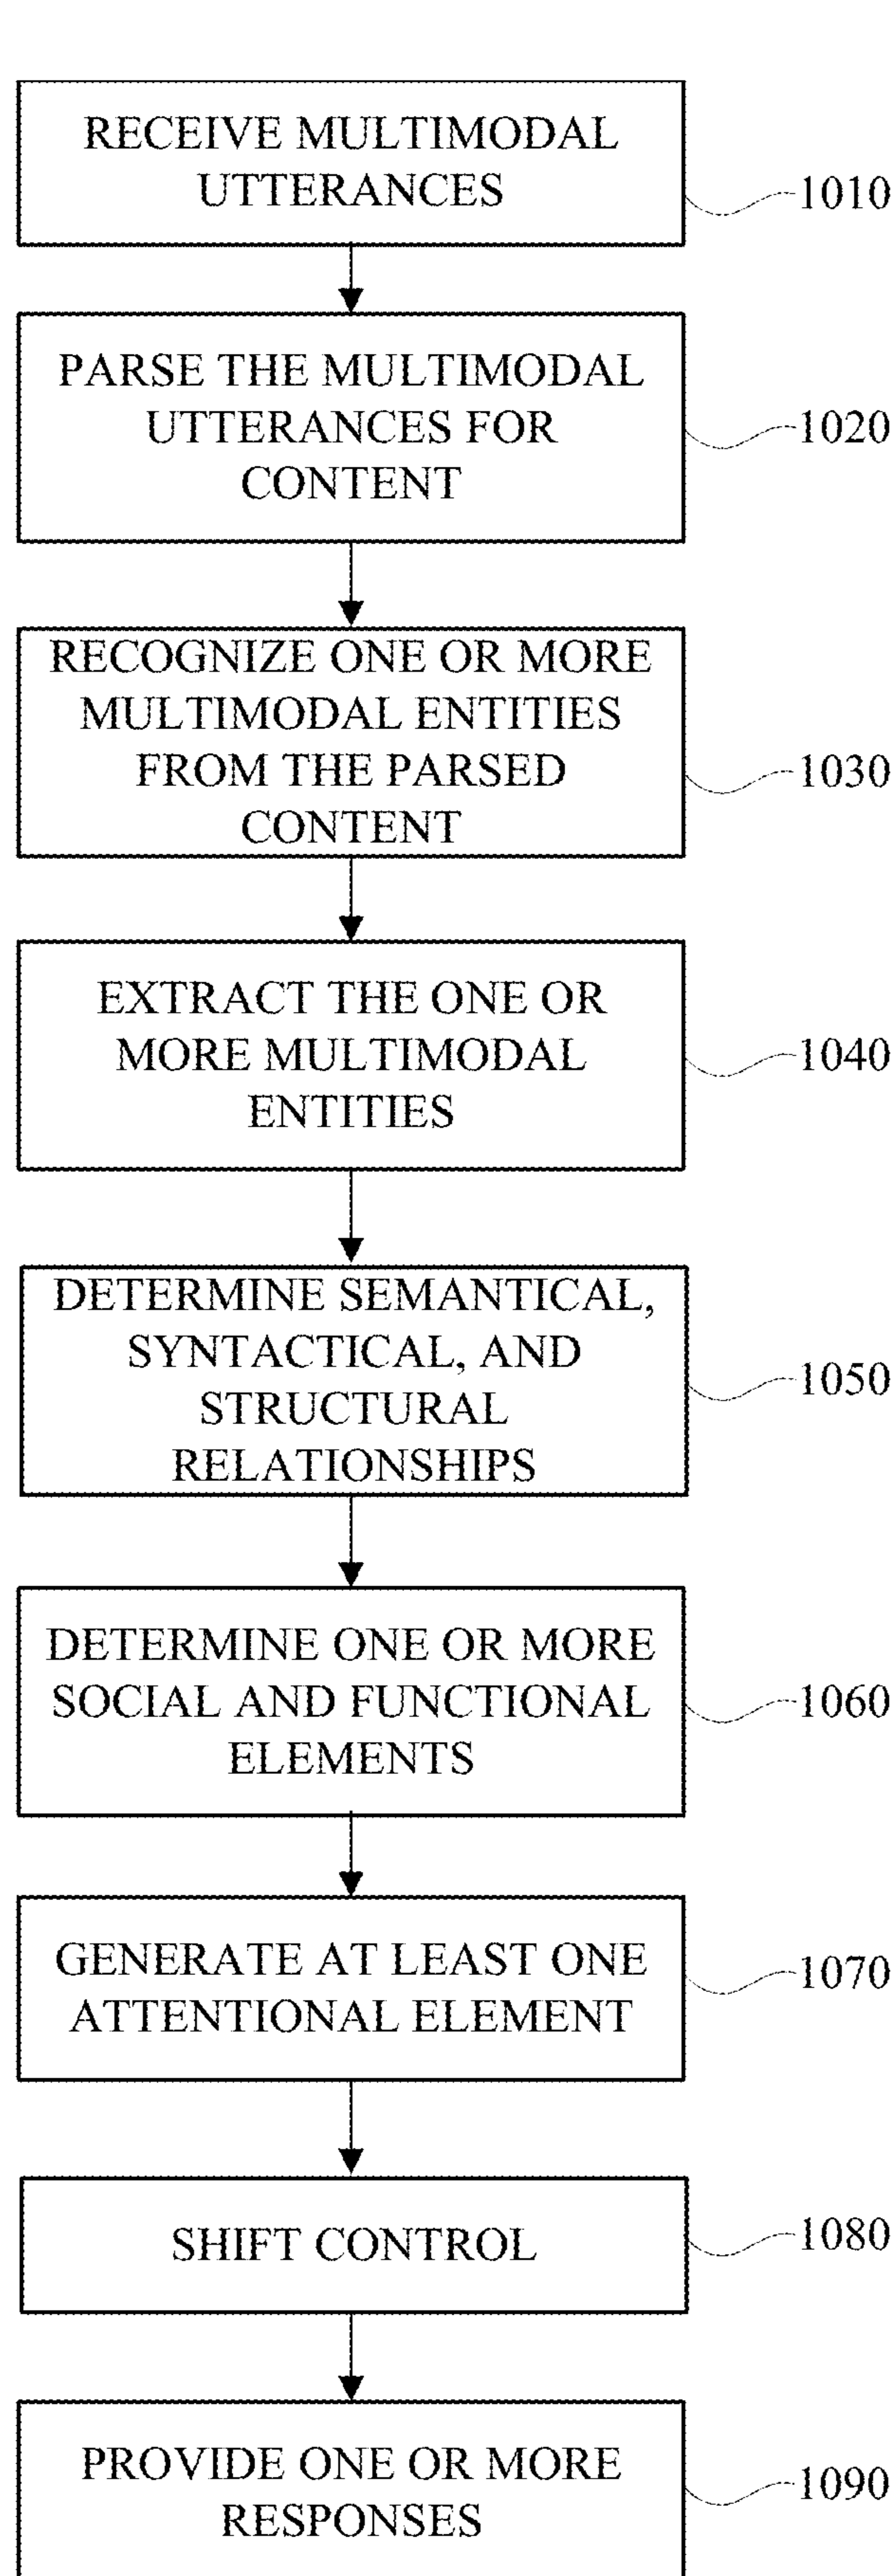 RECEIVE MULTIMODAL
UTTERANCES
1010
PARSE THE MULTIMODAL
UTTERANCES FOR
CONTENT
1020
RECOGNIZE ONE OR MORE
MULTIMODAL ENTITIES
FROM THE PARSED
CONTENT
1030
EXTRACT THE ONE OR
MORE MULTIMODAL
ENTITIES
1040
DETERMINE SEMANTICAL,
SYNTACTICAL, AND
STRUCTURAL
RELATIONSHIPS
1050
DETERMINE ONE OR MORE
SOCIAL AND FUNCTIONAL
ELEMENTS
1060
GENERATE AT LEAST ONE
ATTENTIONAL ELEMENT
1070
SHIFT CONTROL
1080
PROVIDE ONE OR MORE
RESPONSES
1090